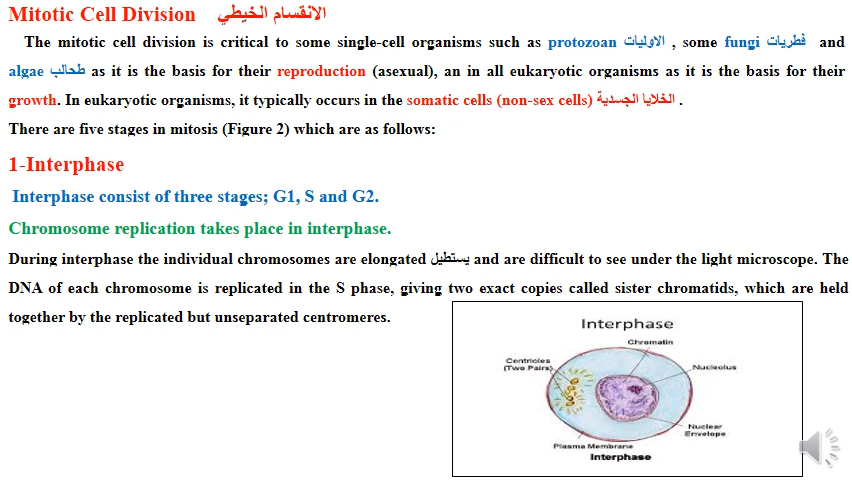 Mitotic Cell Division الانقسام الخيطي
The mitotic cell division is critical to some single-cell organisms such as protozoan الاوليات , some fungi فطريات and
algae طحالب as it is the basis for their reproduction (asexual), an in all eukaryotic organisms as it is the basis for their
growth. In eukaryotic organisms, it typically occurs in the somatic cells (non-sex cells) الخلايا الجسدية .
There are five stages in mitosis (Figure 2) which are as follows:
1-Interphase
Interphase consist of three stages; G1, S and G2.
Chromosome replication takes place in interphase.
During interphase the individual chromosomes are elongated يستطيل and are difficult to see under the light microscope. The
DNA of each chromosome is replicated in the S phase, giving two exact copies called sister chromatids, which are held
together by the replicated but unseparated centromeres.
Interphase
Chromatin
Centrioles
(Two Pairs)
Nucleolus
Nuclear
Envelope
Plasma Membrane
Interphase